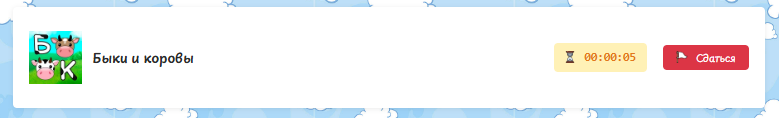 Б
К
Быки и коровы
00:00:05
Сдаться